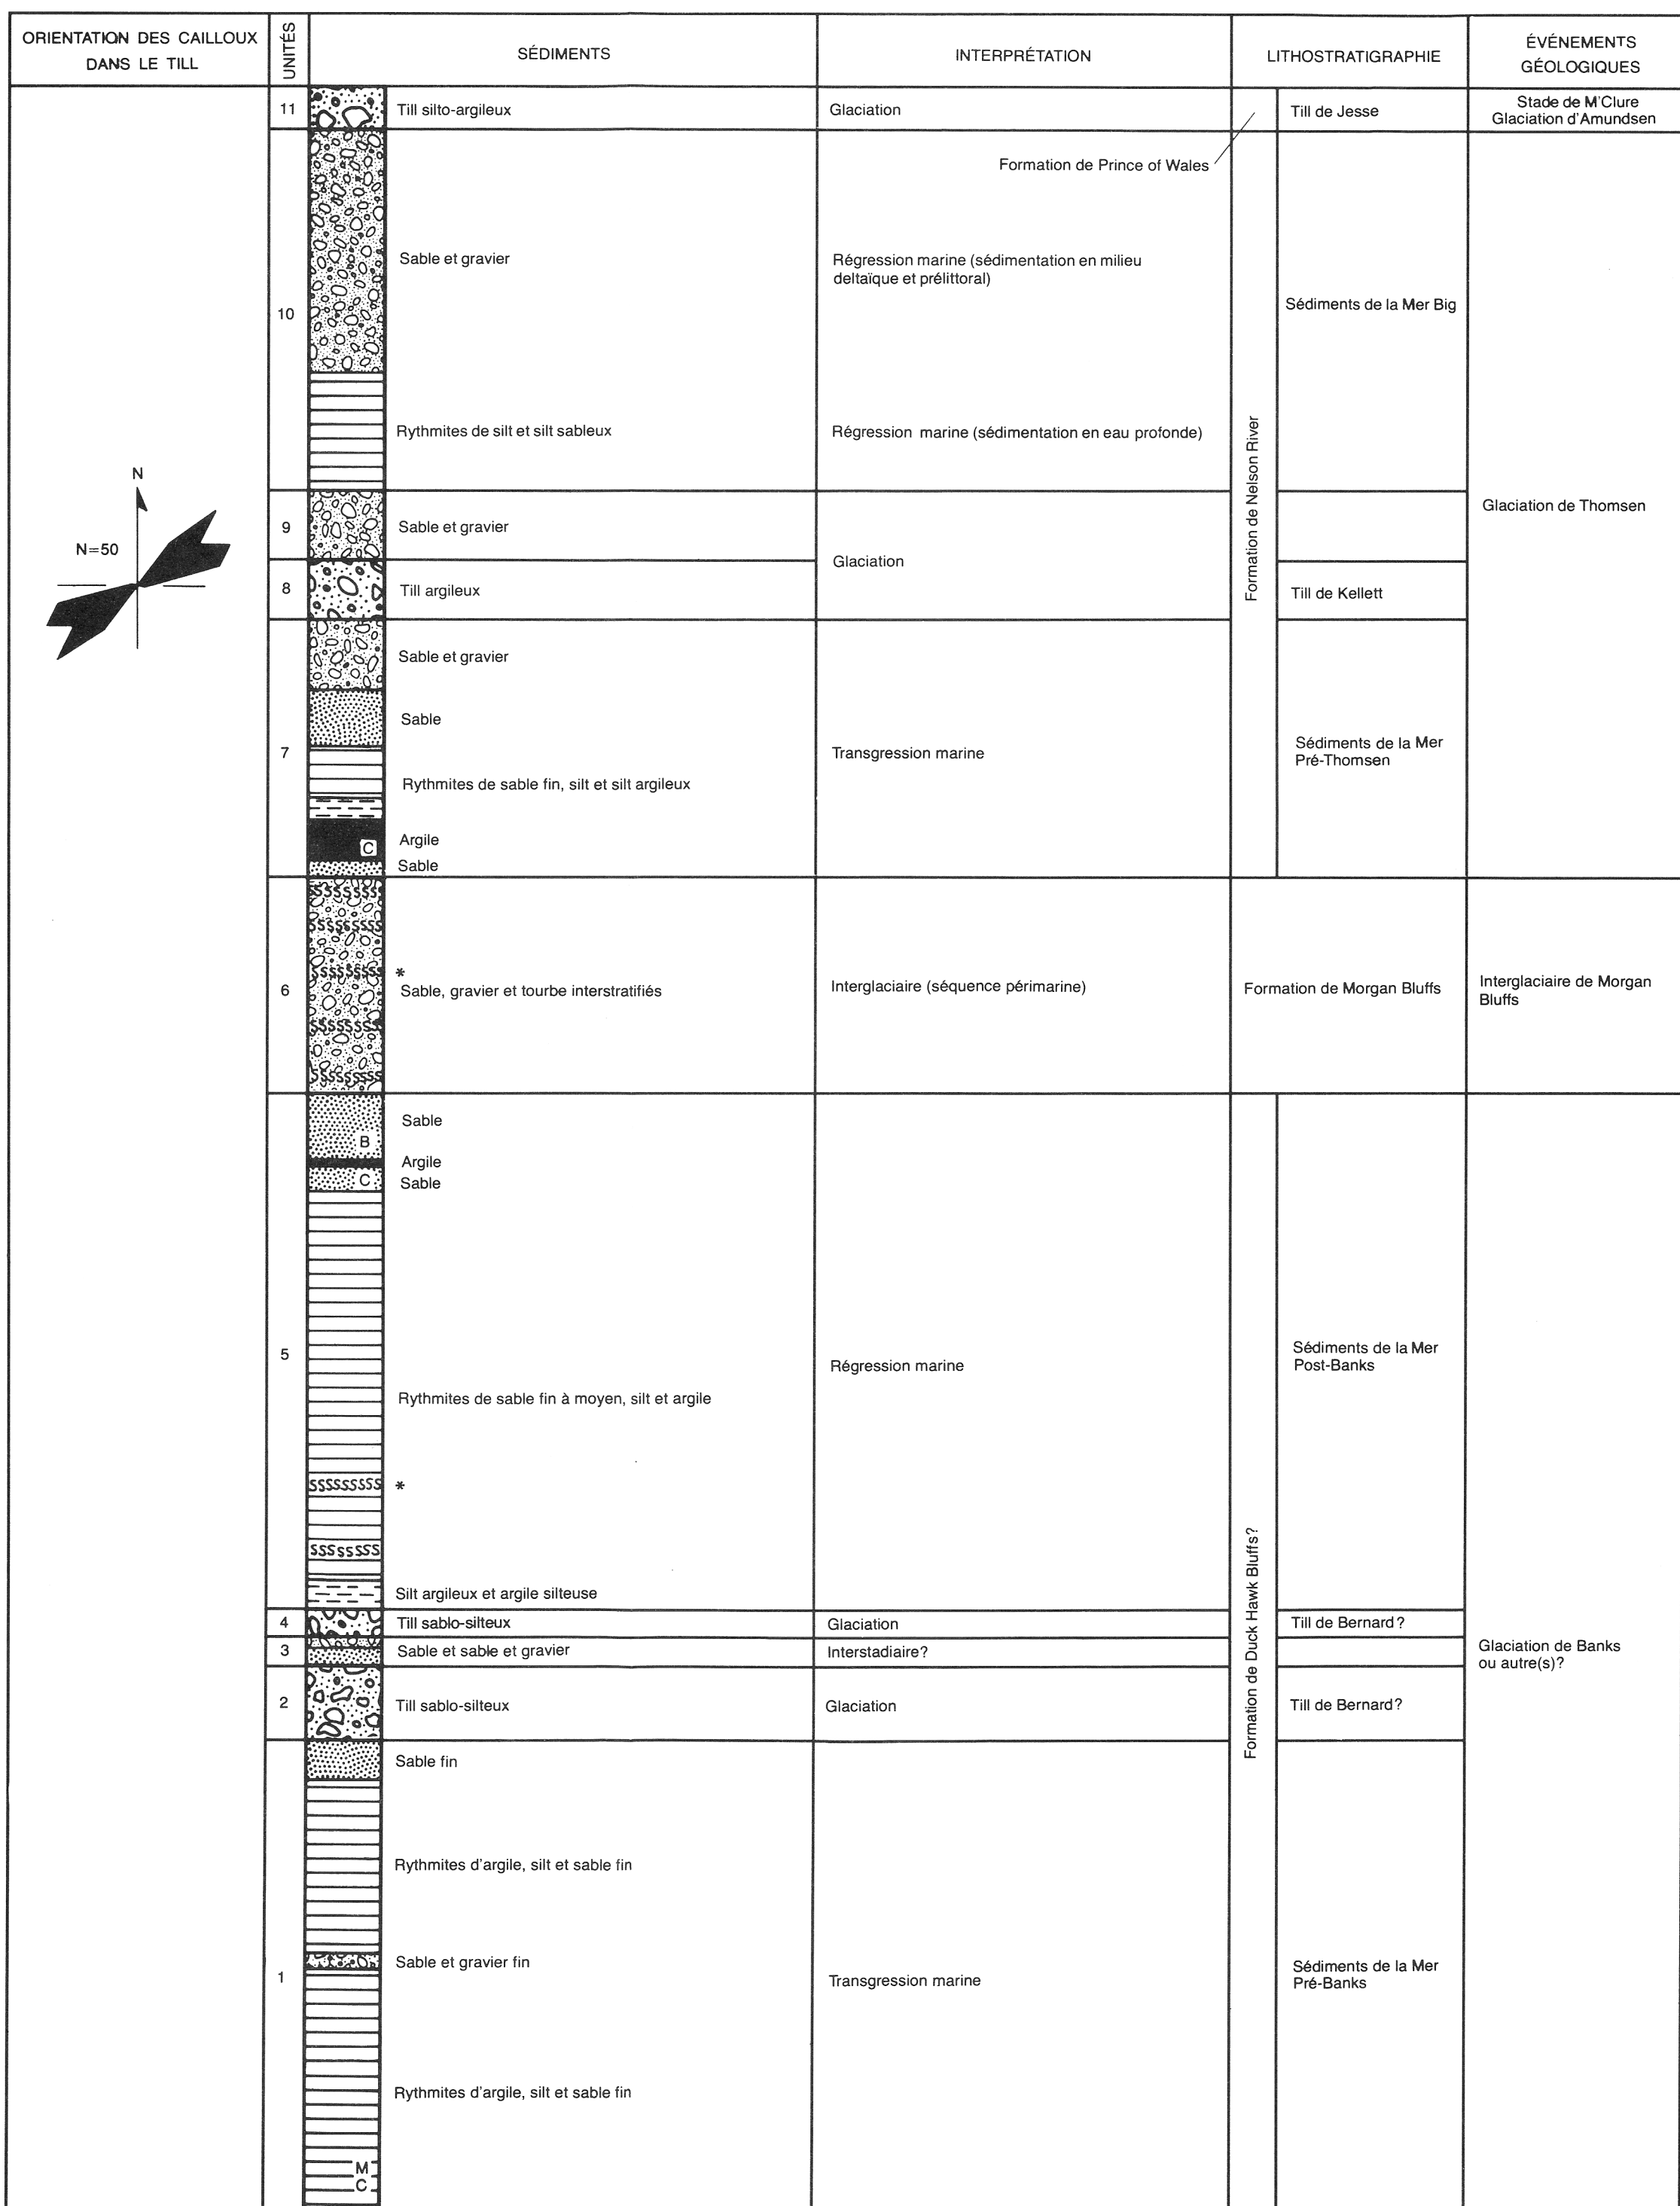 ORIENTATION DES CAILLOUX
DANS LE TILL
UNITÉS
SÉDIMENTS
INTERPRÉTATION
LITHOSTRATIGRAPHIE
ÉVÉNEMENTS
GÉOLOGIQUES
11
Till silto-argileux
Glaciation
Till de Jesse
Stade de M'Clure
Glaciation d'Amundsen
Formation de Prince of Wales
10
Sable et gravier
Régression marine (sédimentation en milieu
deltaïque et prélittoral)
Sédiments de la Mer Big
Rythmites de silt et silt sableux
Régression marine (sédimentation en eau profonde)
Formation de Nelson River
Glaciation de Thomsen
N
N=50
9
Sable et gravier
Glaciation
8
Till argileux
Till de Kellett
7
Sable et gravier
Sable
Rythmites de sable fin, silt et silt argileux
C
Argile
Sable
Transgression marine
Sédiments de la Mer
Pré-Thomsen
6
SSSSSSSS
SSSSSSSS
SSSSSSSSS
SSSSSSSSS
SSSSSSSSS
*
Sable, gravier et tourbe interstratifiés
Interglaciaire (séquence périmarine)
Formation de Morgan Bluffs
Interglaciaire de Morgan
Bluffs
5
Sable
B
Argile
C
Sable
Rythmites de sable fin à moyen, silt et argile
SSSSSSSSS
*
SSSSSSSS
Silt argileux et argile silteuse
Régression marine
Sédiments de la Mer
Post-Banks
Formation de Duck Hawk Bluffs?
4
Till sablo-silteux
Glaciation
Till de Bernard?
3
Sable et sable et gravier
Interstadiaire?
Glaciation de Banks
ou autre(s)?
2
Till sablo-silteux
Glaciation
Till de Bernard?
1
Sable fin
Rythmites d'argile, silt et sable fin
Sable et gravier fin
Transgression marine
Sédiments de la Mer
Pré-Banks
Rythmites d'argile, silt et sable fin
M
C